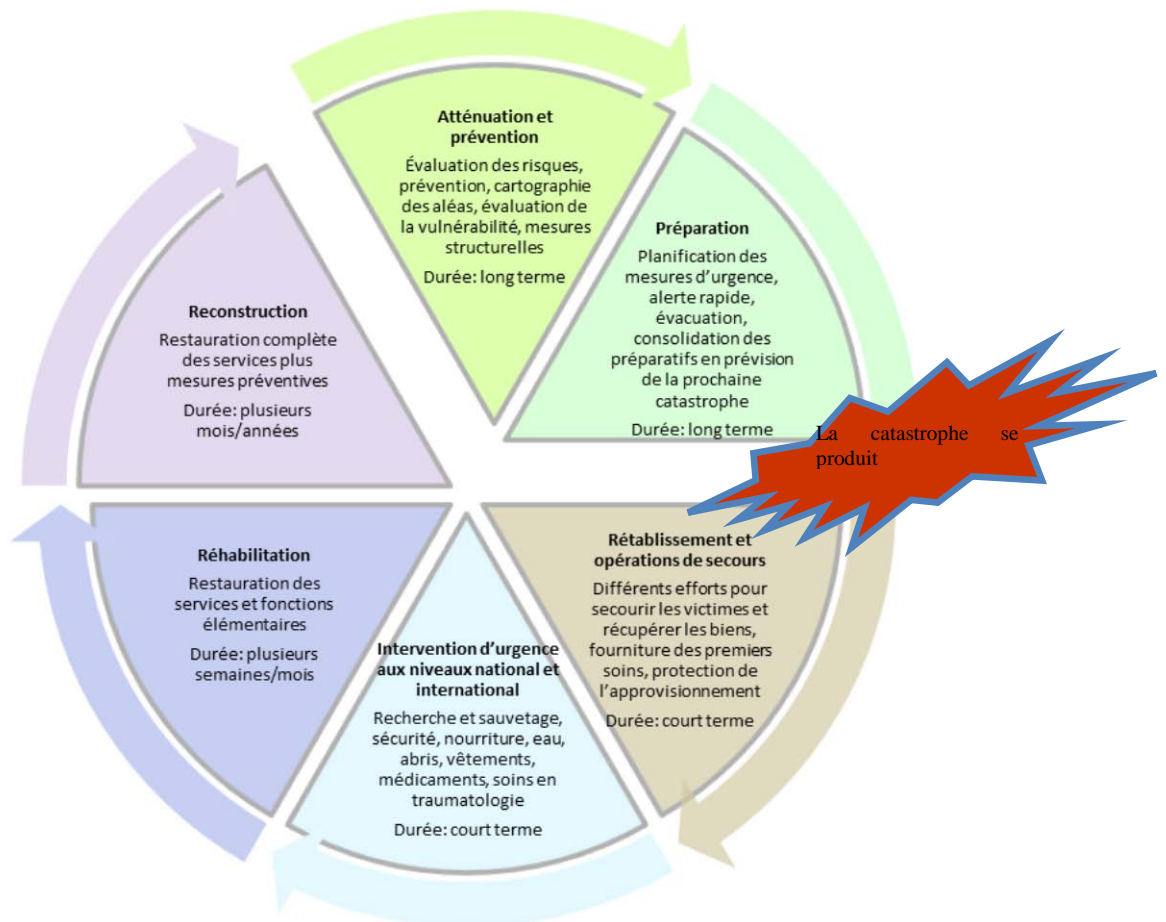 Atténuation et
prévention
Évaluation des risques,
prévention, cartographie
des aléas, évaluation de
la vulnérabilité, mesures
structurelles
Durée: long terme
Préparation
Planification des
mesures d’urgence,
alerte rapide,
évacuation,
consolidation des
préparatifs en prévision
de la prochaine
catastrophe
Durée: long terme
La catastrophe se
produit
Rétablissement et
opérations de secours
Différents efforts pour
secourir les victimes et
récupérer les biens,
fourniture des premiers
soins, protection de
l’approvisionnement
Durée: court terme
Intervention d’urgence
aux niveaux national et
international
Recherche et sauvetage,
sécurité, nourriture, eau,
abris, vêtements,
médicaments, soins en
traumatologie
Durée: court terme
Réhabilitation
Restauration des
services et fonctions
élémentaires
Durée: plusieurs
semaines/mois
Reconstruction
Restauration complète
des services plus
mesures préventives
Durée: plusieurs
mois/années